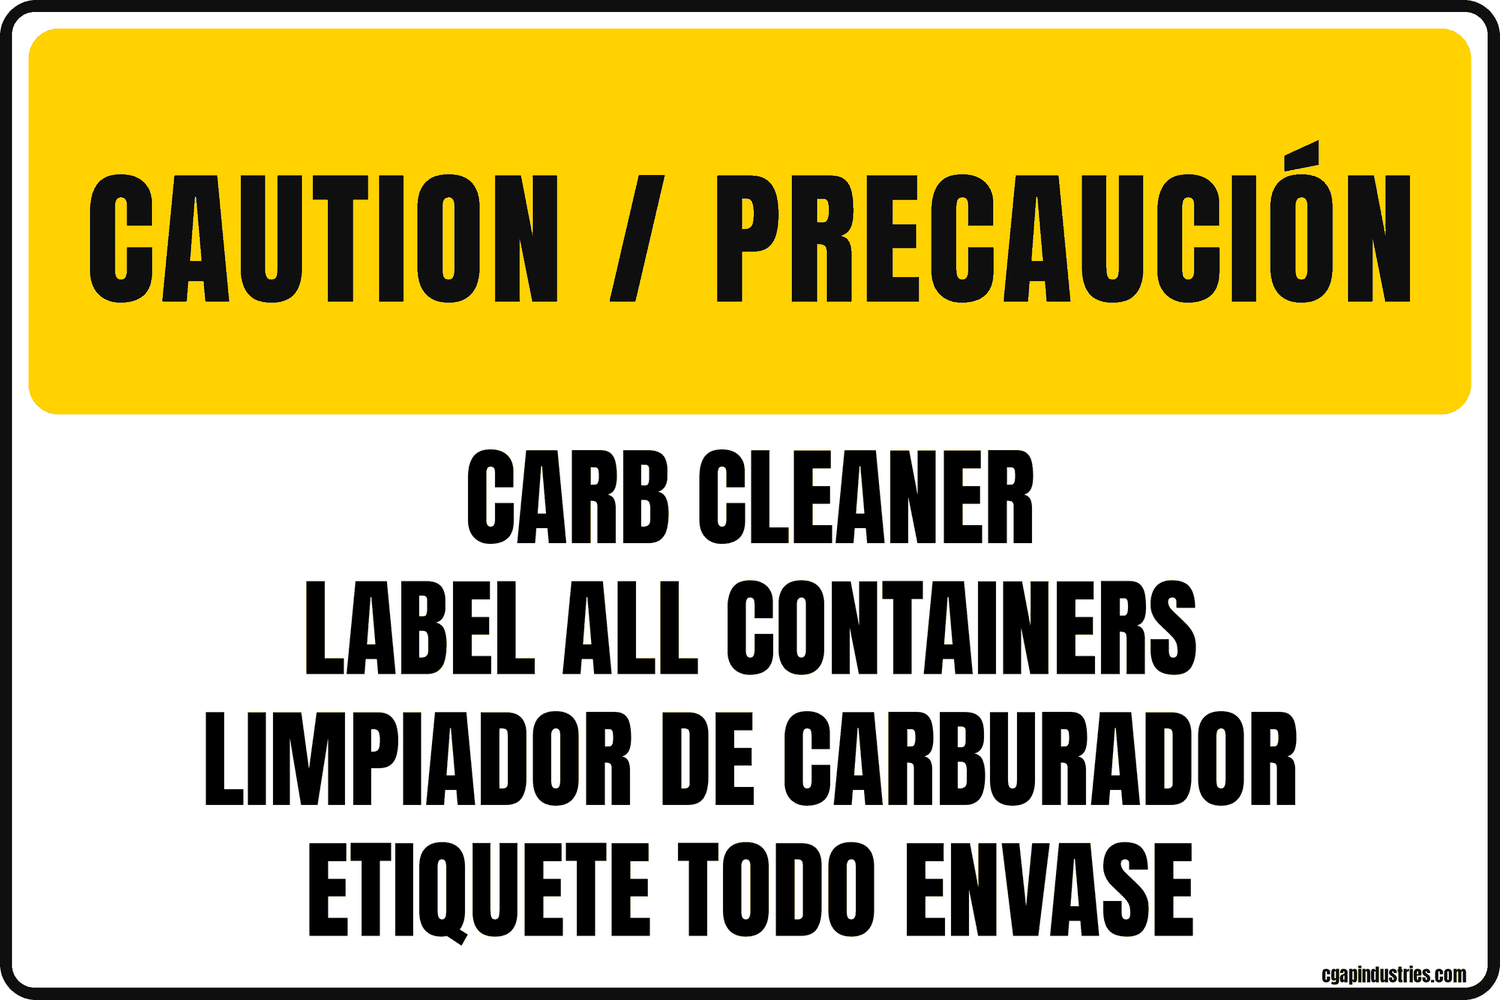 CAUTION / PRECAUCIÓN
CARB CLEANER
LABEL ALL CONTAINERS
LIMPIADOR DE CARBURADOR
ETIQUETE TODO ENVASE
cgapindustries.com